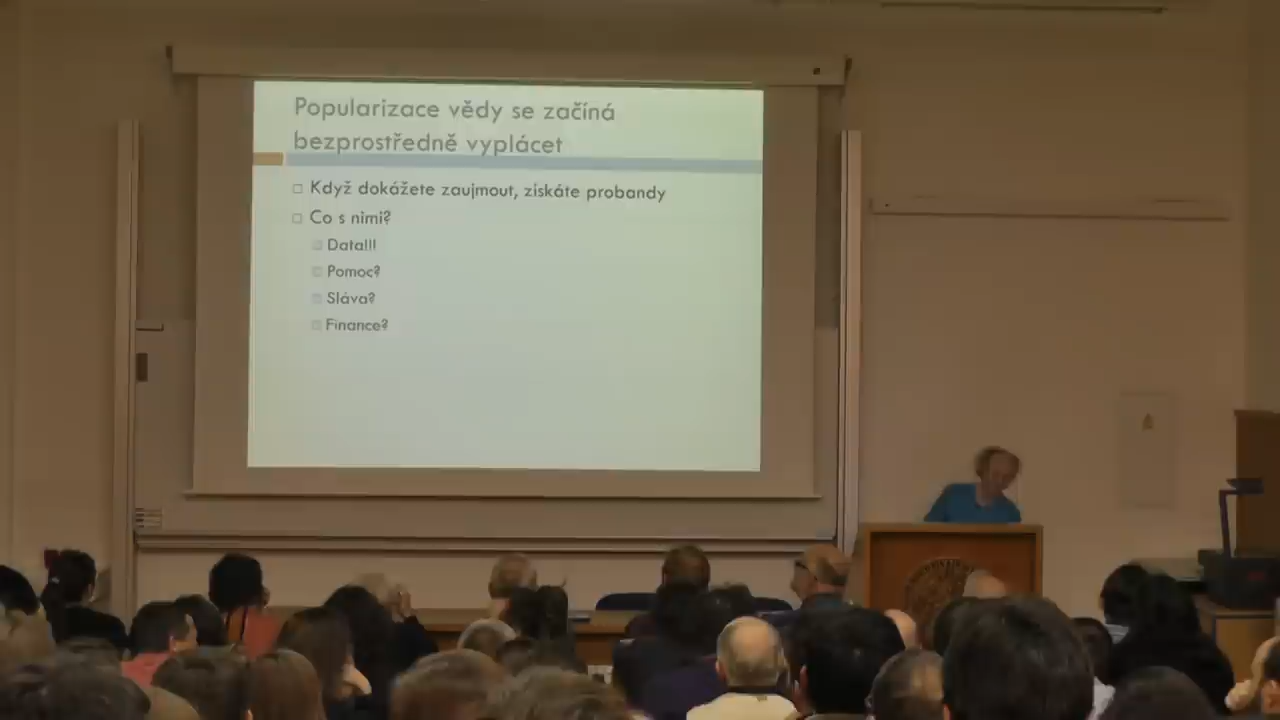 Popularizace vědy se začíná
bezprostředně vyplácet
Když dokážete zaujmout, získáte probandy
Co s nimi?
Data!!!
Pomoc?
Sláva?
Finance?